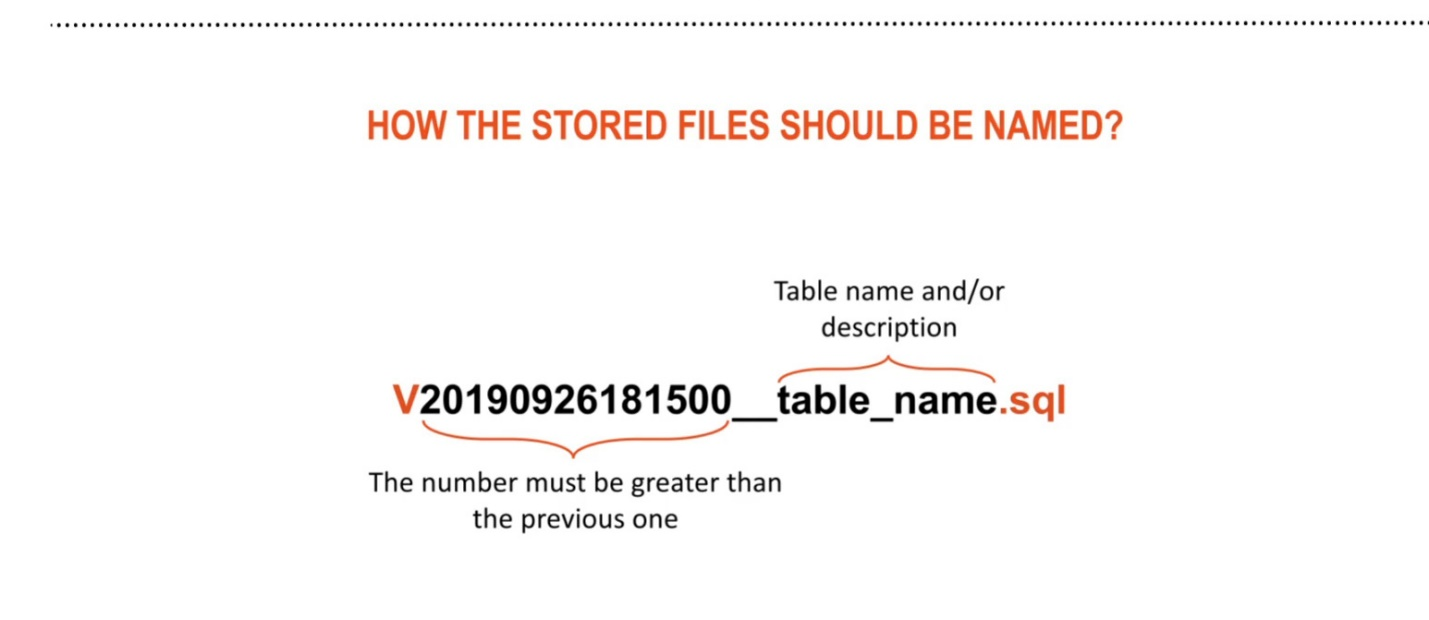 HOW THE STORED FILES SHOULD BE NAMED?
Table name and/or
description
V20190926181500__table_name.sql
The number must be greater than
the previous one